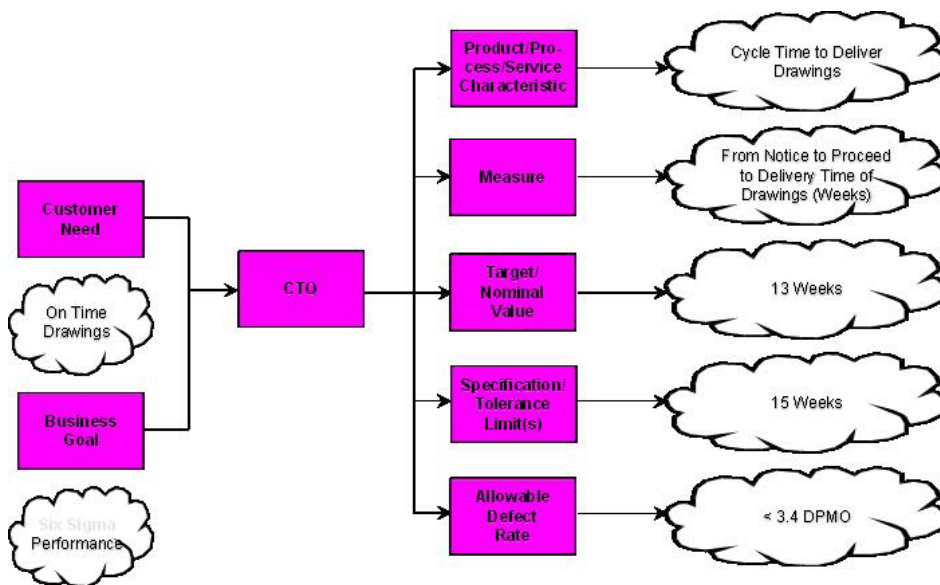 Customer
Need
On Time
Drawings
Business
Goal
Six Sigma
Performance
CTQ
Product/Pro-
cess/Service
Characteristic
Cycle Time to Deliver
Drawings
Measure
From Notice to Proceed
to Delivery Time of
Drawings (Weeks)
Target/
Nominal
Value
13 Weeks
Specification/
Tolerance
Limit(s)
15 Weeks
Allowable
Defect
Rate
< 3.4 DPMO